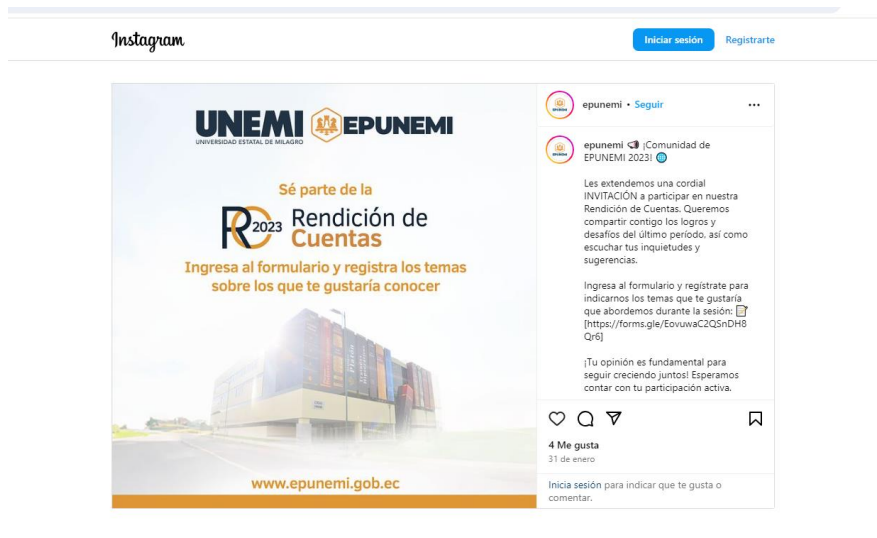 Instagram
Iniciar sesión
Registrarte
UNEMI
UNIVERSIDAD ESTATAL DE MILAGRO
EPUNEMI
Sé parte de la
RC 2023 Rendición de
Cuentas
Ingresa al formulario y registra los temas
sobre los que te gustaría conocer
www.epunemi.gob.ec
epunemi • Seguir
epunemi 📣 ¡Comunidad de
EPUNEMI 2023! 🌐
Les extendemos una cordial
INVITACIÓN a participar en nuestra
Rendición de Cuentas. Queremos
compartir contigo los logros y
desafíos del último período, así como
escuchar tus inquietudes y
sugerencias.
Ingresa al formulario y regístrate para
indicarnos los temas que te gustaría
que abordemos durante la sesión: 📝
[https://forms.gle/EovuwaC2QSnDH8
Qr6]
¡Tu opinión es fundamental para
seguir creciendo juntos! Esperamos
contar con tu participación activa.
4 Me gusta
31 de enero
Inicia sesión para indicar que te gusta o
comentar.